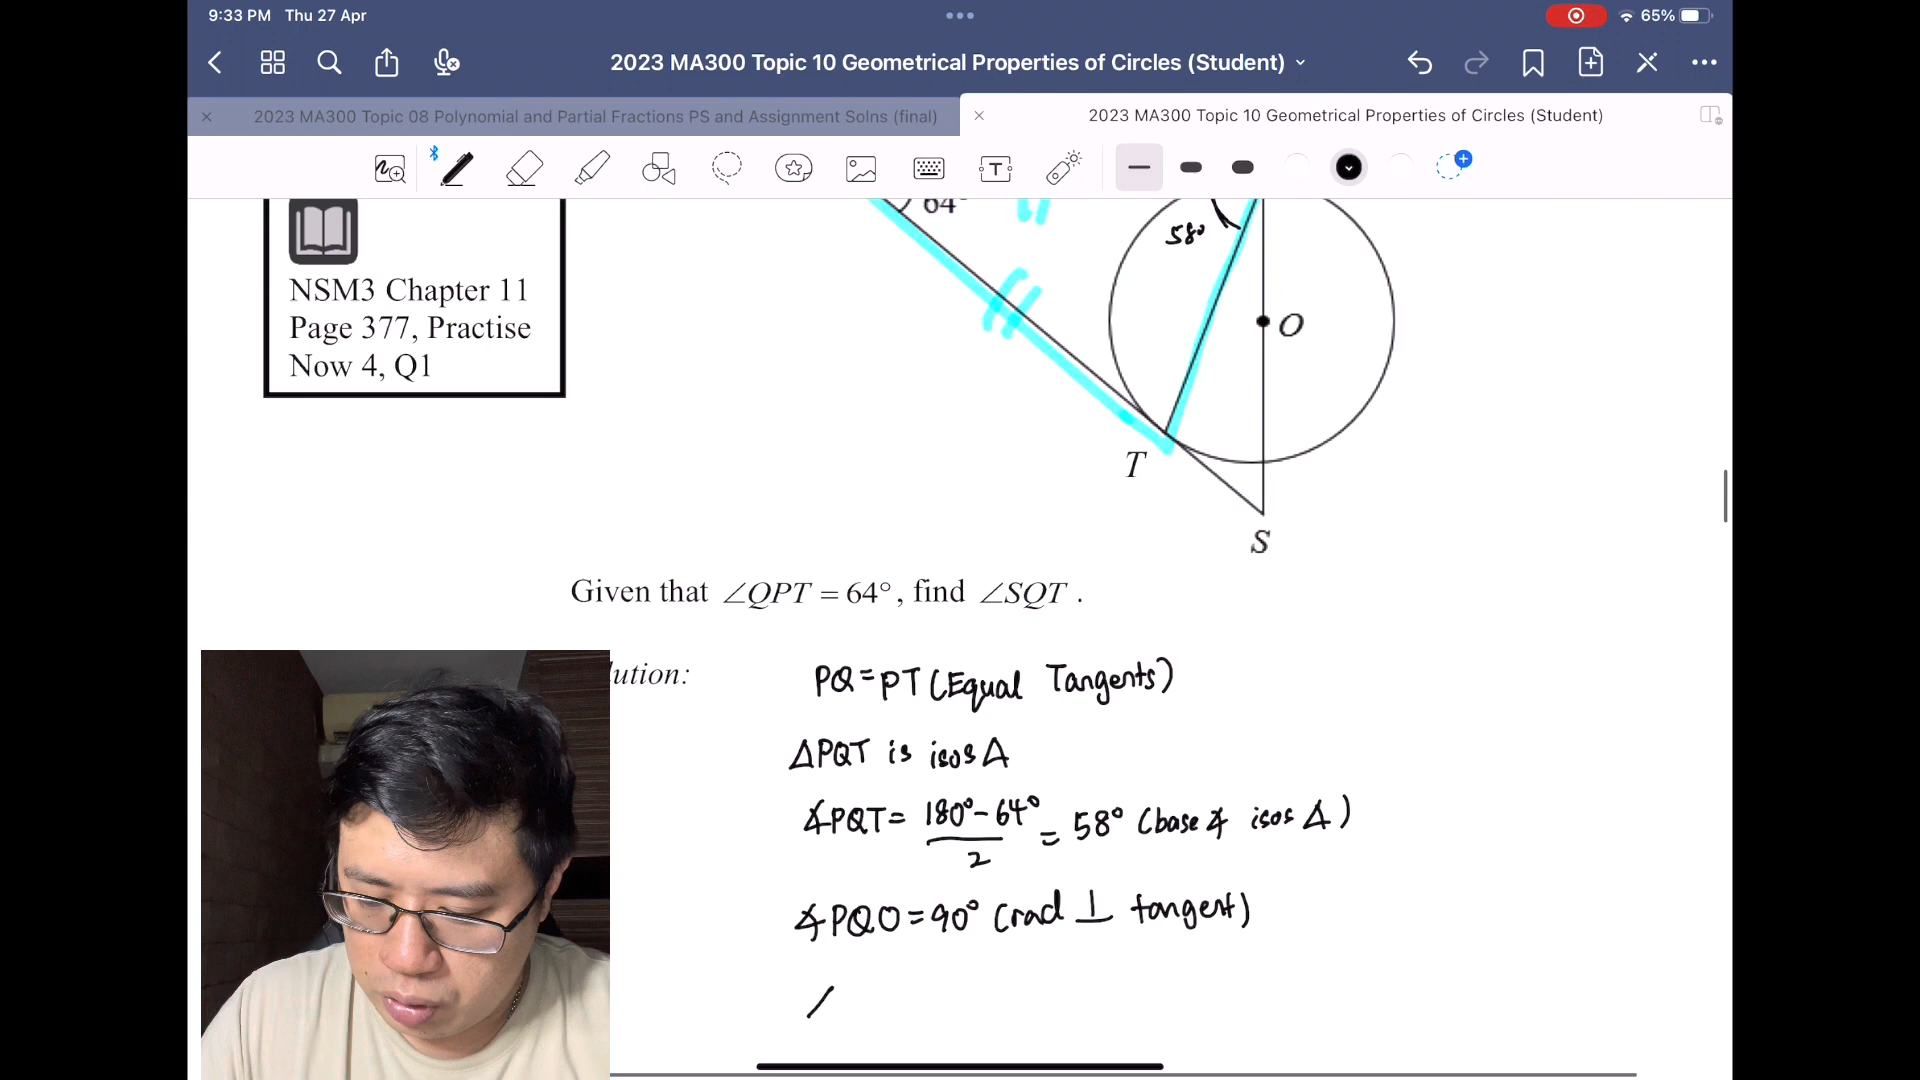 9:33 PM Thu 27 Apr
65%
2023 MA300 Topic 10 Geometrical Properties of Circles (Student)
2023 MA300 Topic 08 Polynomial and Partial Fractions PS and Assignment Solns (final)
2023 MA300 Topic 10 Geometrical Properties of Circles (Student)
T
64°
58°
NSM3 Chapter 11
Page 377, Practise
Now 4, Q1
O
T
S
Given that ∠QPT = 64°, find ∠SQT .
lution:
PQ=PT (Equal Tangents)
△PQT is isos △
∡PQT = 180°-64°/2 = 58° (base ∡ isos △)
∡PQO=90° (rad ⊥ tangent)